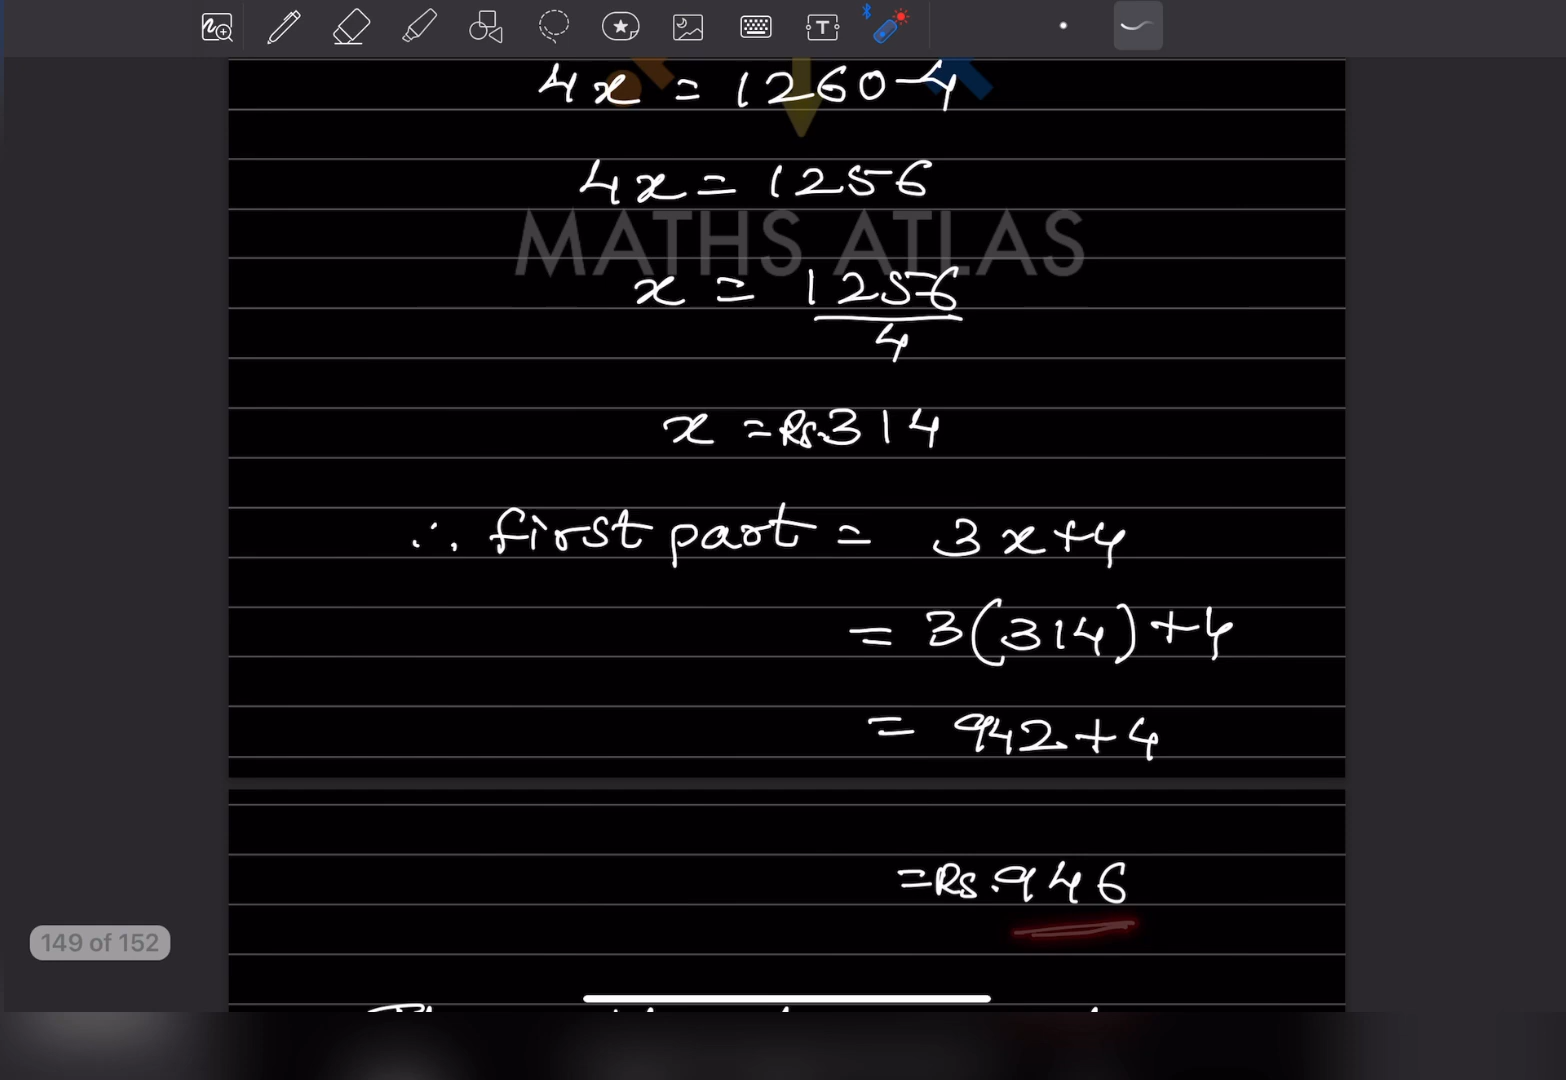 T
4x = 1260-4
4x = 1256
MATHS ATLAS
x = 1256
4
x = Rs.314
∴ first part = 3x+4
= 3(314)+4
= 942+4
=Rs.946
149 of 152